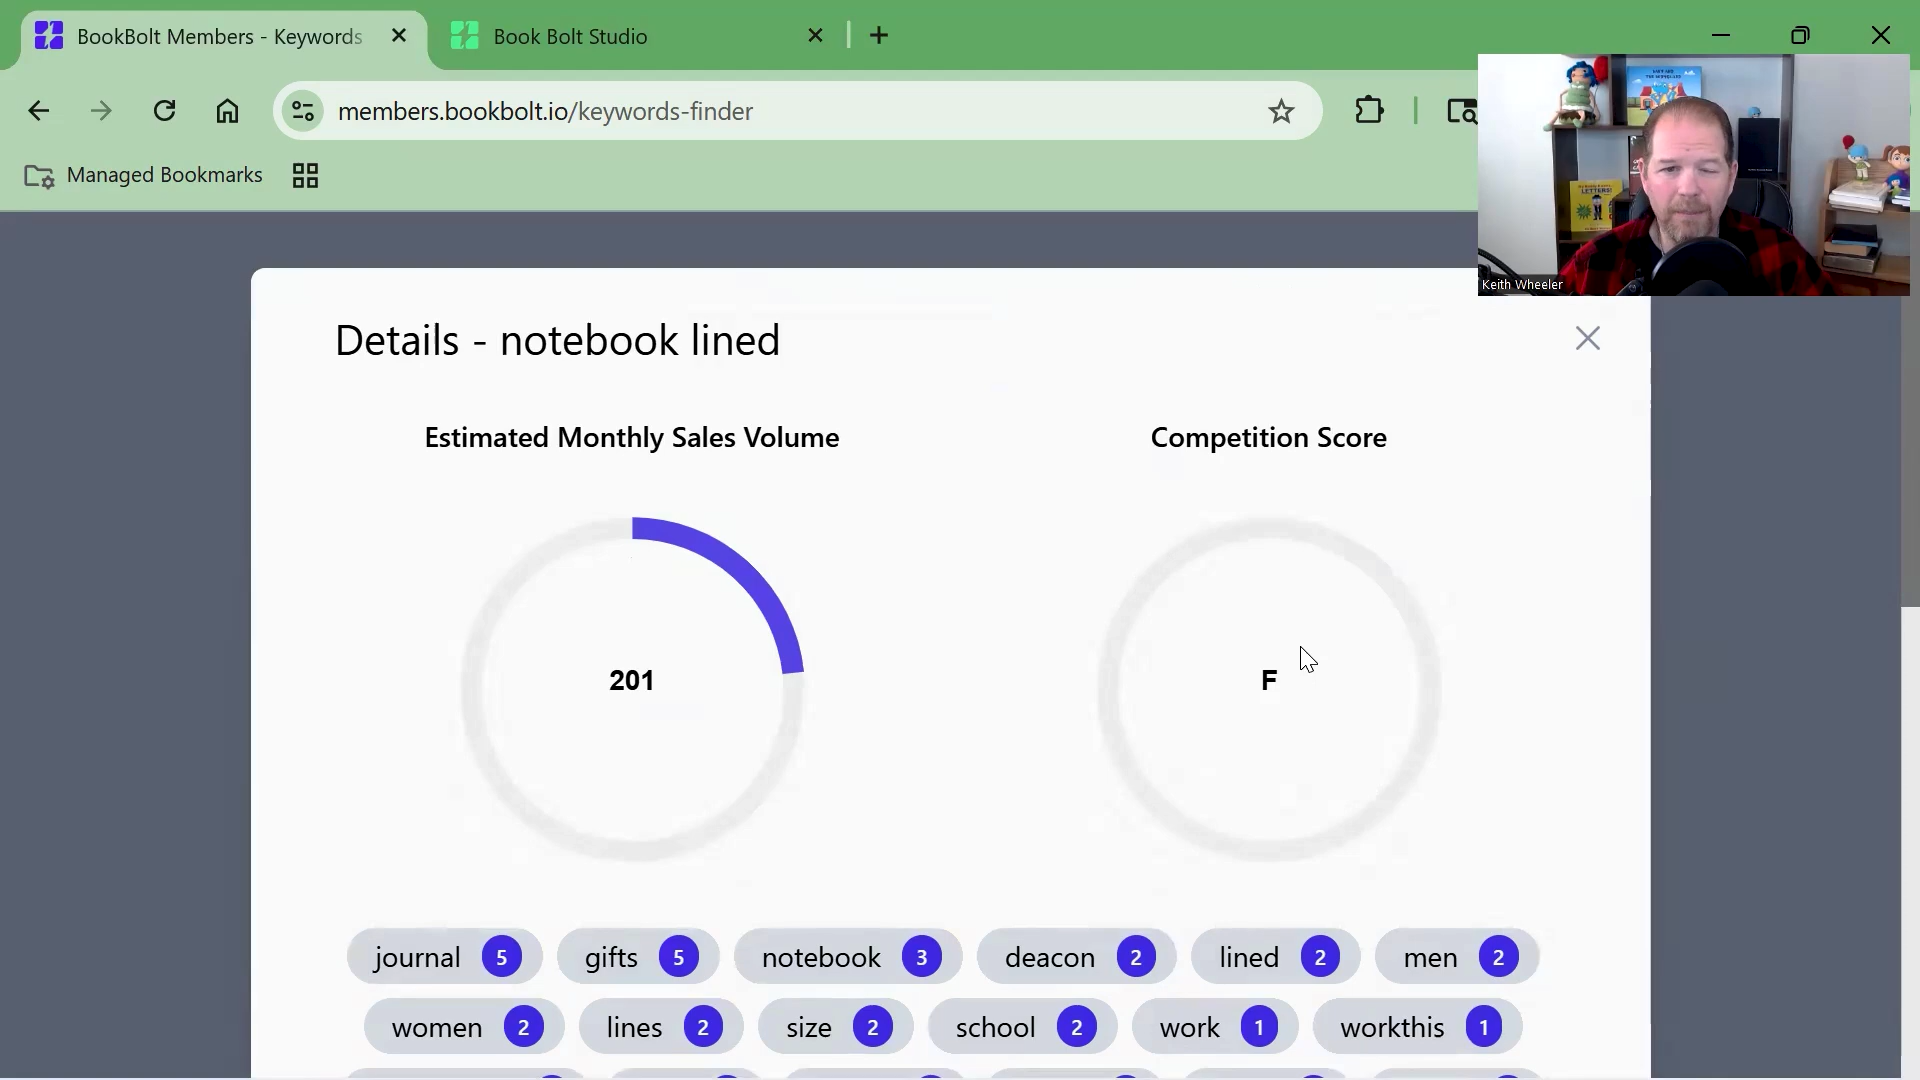 BookBolt Members - Keywords
Book Bolt Studio
members.bookbolt.io/keywords-finder
Managed Bookmarks
Keith Wheeler
Details - notebook lined
Estimated Monthly Sales Volume
Competition Score
201
F
journal 5 gifts 5 notebook 3 deacon 2 lined 2 men 2
women 2 lines 2 size 2 school 2 work 1 workthis 1